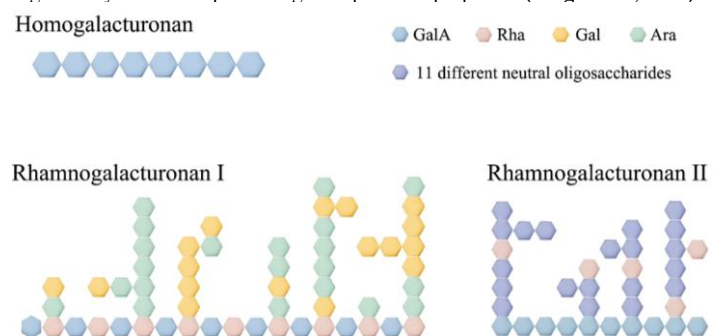 Homogalacturonan
GalA
Rha
Gal
Ara
11 different neutral oligosaccharides
Rhamnogalacturonan I
Rhamnogalacturonan II